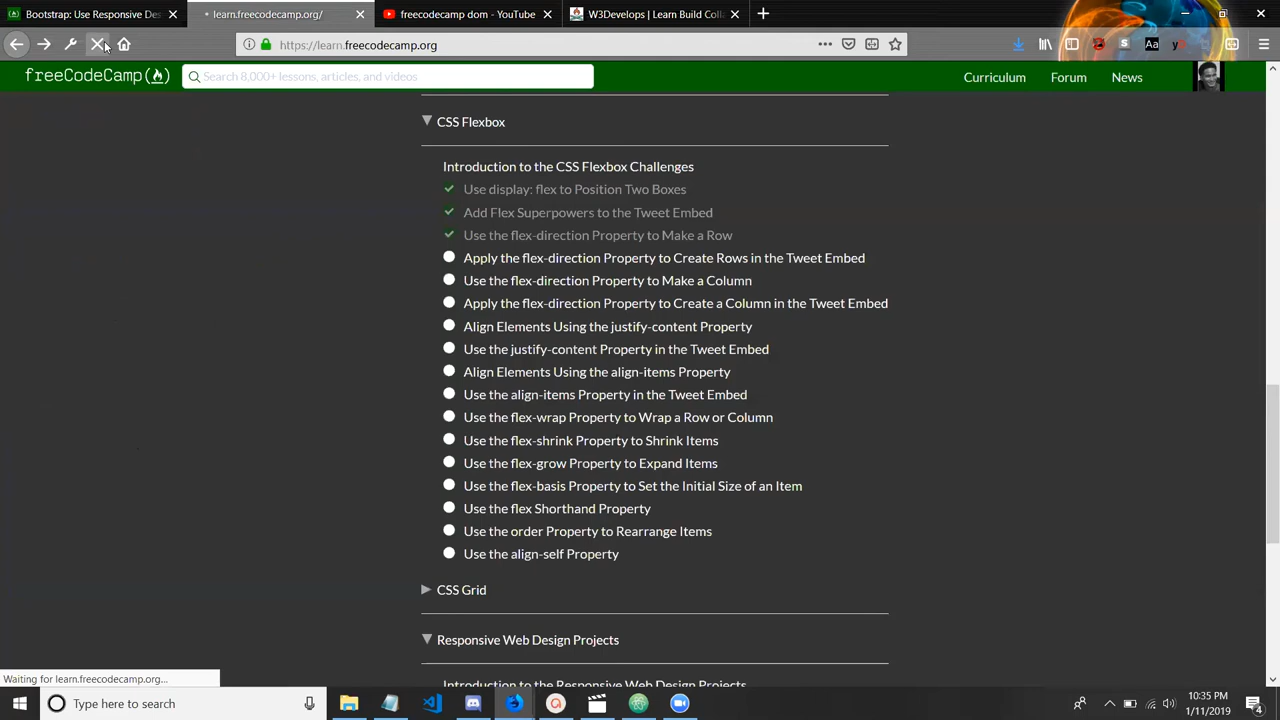 Bootstrap: Use Responsive Des
learn.freecodecamp.org/
freecodecamp dom - YouTube
W3Develops | Learn Build Colla
https://learn.freecodecamp.org
freeCodeCamp
Search 8,000+ lessons, articles, and videos
Curriculum
Forum
News
CSS Flexbox
Introduction to the CSS Flexbox Challenges
Use display: flex to Position Two Boxes
Add Flex Superpowers to the Tweet Embed
Use the flex-direction Property to Make a Row
Apply the flex-direction Property to Create Rows in the Tweet Embed
Use the flex-direction Property to Make a Column
Apply the flex-direction Property to Create a Column in the Tweet Embed
Align Elements Using the justify-content Property
Use the justify-content Property in the Tweet Embed
Align Elements Using the align-items Property
Use the align-items Property in the Tweet Embed
Use the flex-wrap Property to Wrap a Row or Column
Use the flex-shrink Property to Shrink Items
Use the flex-grow Property to Expand Items
Use the flex-basis Property to Set the Initial Size of an Item
Use the flex Shorthand Property
Use the order Property to Rearrange Items
Use the align-self Property
CSS Grid
Responsive Web Design Projects
Introduction to the Responsive Web Design Projects
Waiting for learn.freecodecamp.org...
Type here to search
10:35 PM
1/11/2019